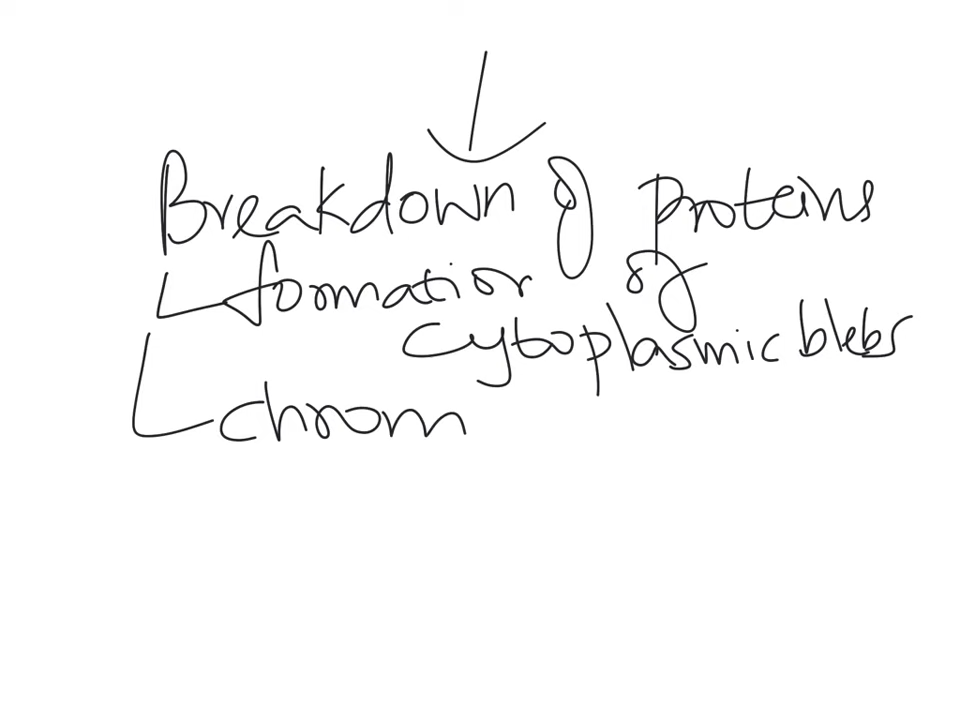 Breakdown of proteins
formation of
cytoplasmic blebs
chrom